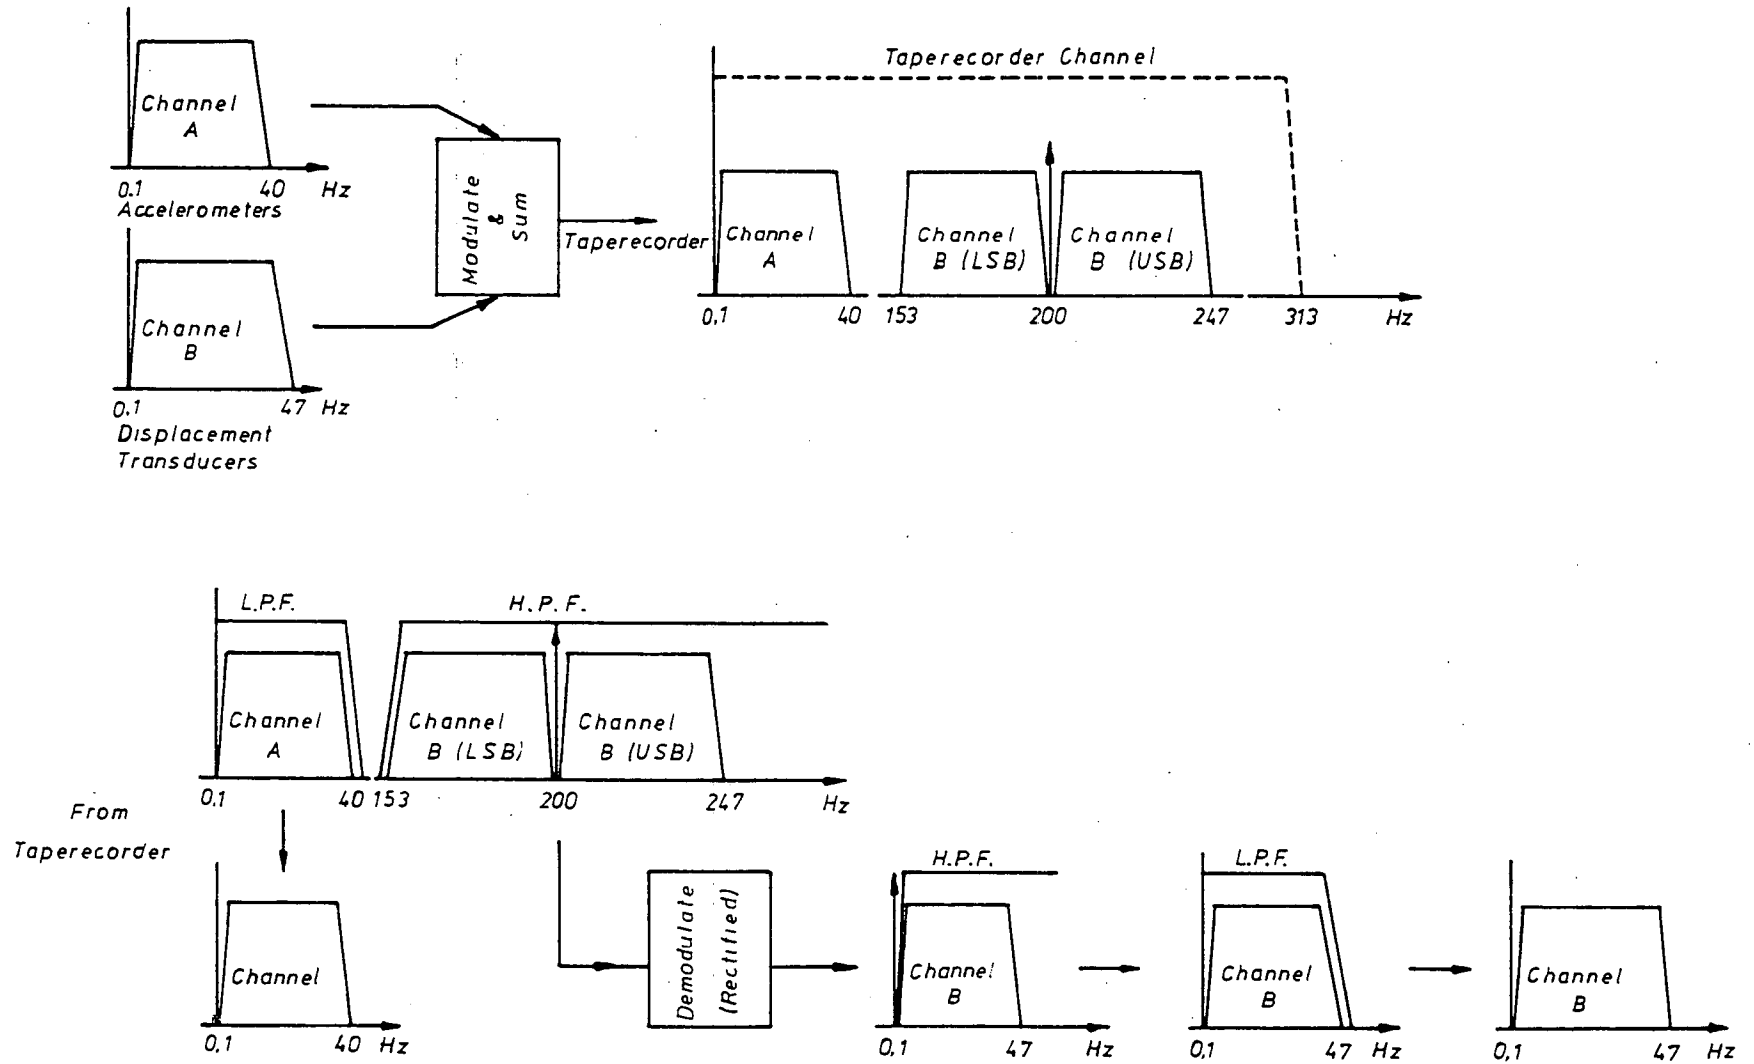 Channel
A
0.1 40 Hz
Accelerometers
Channel
B
0.1 47 Hz
Displacement
Transducers
Modulate
&
Sum
Taperecorder
Taperecorder Channel
Channel
A
Channel
B (LSB)
Channel
B (USB)
0,1 40 153 200 247 313 Hz
L.P.F.
H.P.F.
Channel
A
Channel
B (LSB)
Channel
B (USB)
0,1 40 153 200 247 Hz
From
Taperecorder
Channel
0,1 40 Hz
Demodulate
(Rectified)
H.P.F.
Channel
B
0,1 47 Hz
L.P.F.
Channel
B
0,1 47 Hz
Channel
B
0,1 47 Hz